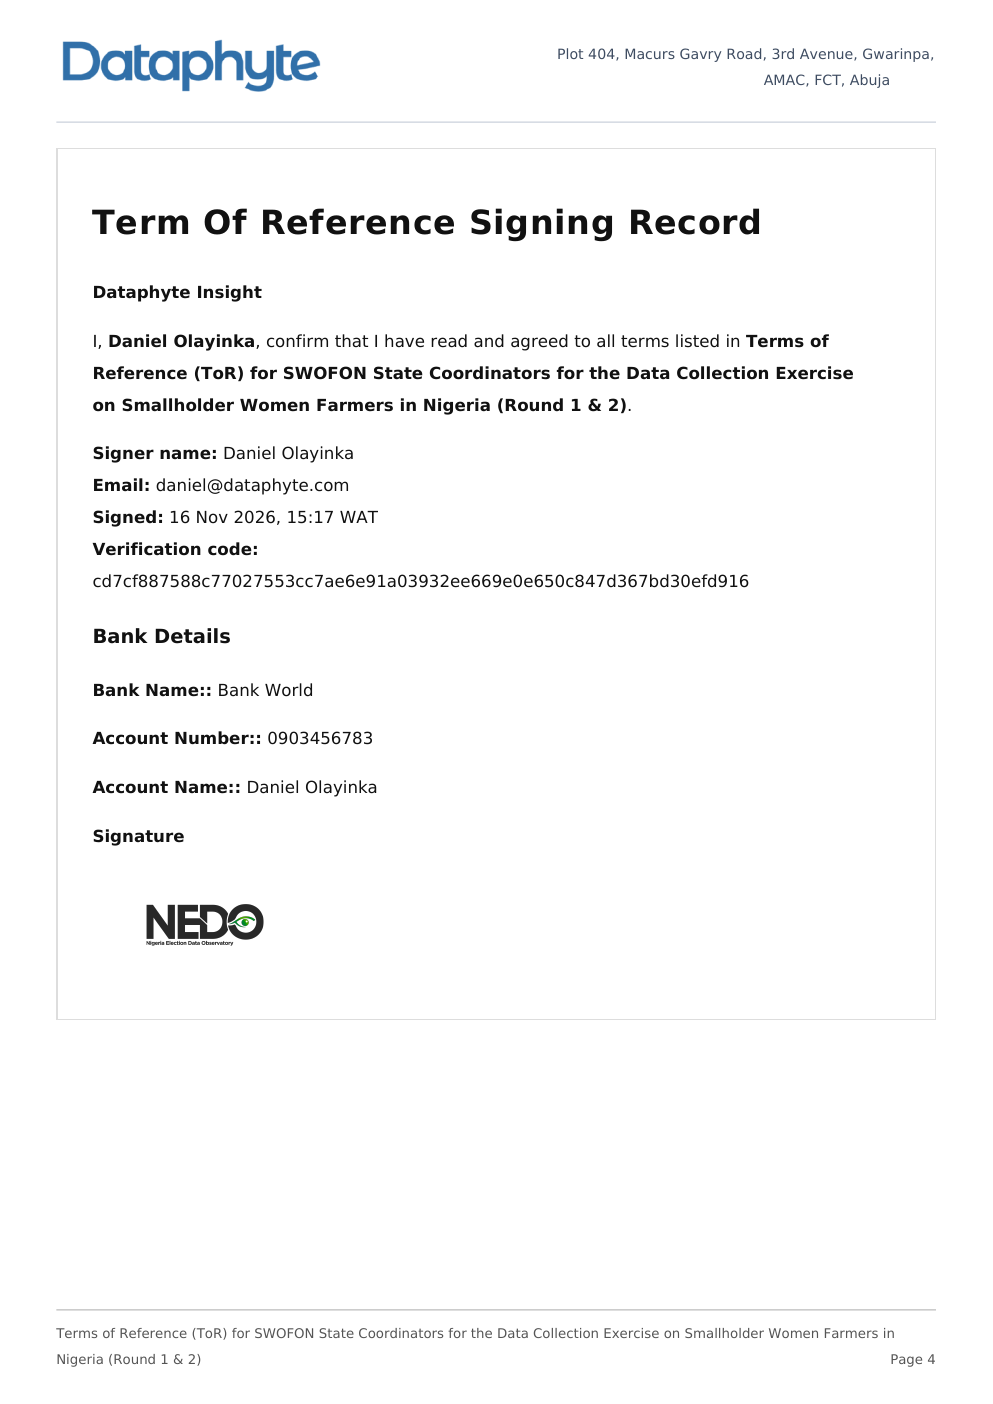 Dataphyte
Plot 404, Macurs Gavry Road, 3rd Avenue, Gwarinpa,
AMAC, FCT, Abuja
Term Of Reference Signing Record
Dataphyte Insight
I, Daniel Olayinka, confirm that I have read and agreed to all terms listed in Terms of
Reference (ToR) for SWOFON State Coordinators for the Data Collection Exercise
on Smallholder Women Farmers in Nigeria (Round 1 & 2).
Signer name: Daniel Olayinka
Email: daniel@dataphyte.com
Signed: 16 Nov 2026, 15:17 WAT
Verification code:
cd7cf887588c77027553cc7ae6e91a03932ee669e0e650c847d367bd30efd916
Bank Details
Bank Name:: Bank World
Account Number:: 0903456783
Account Name:: Daniel Olayinka
Signature
NEDO
Nigeria Election Data Observatory
Terms of Reference (ToR) for SWOFON State Coordinators for the Data Collection Exercise on Smallholder Women Farmers in
Nigeria (Round 1 & 2)
Page 4